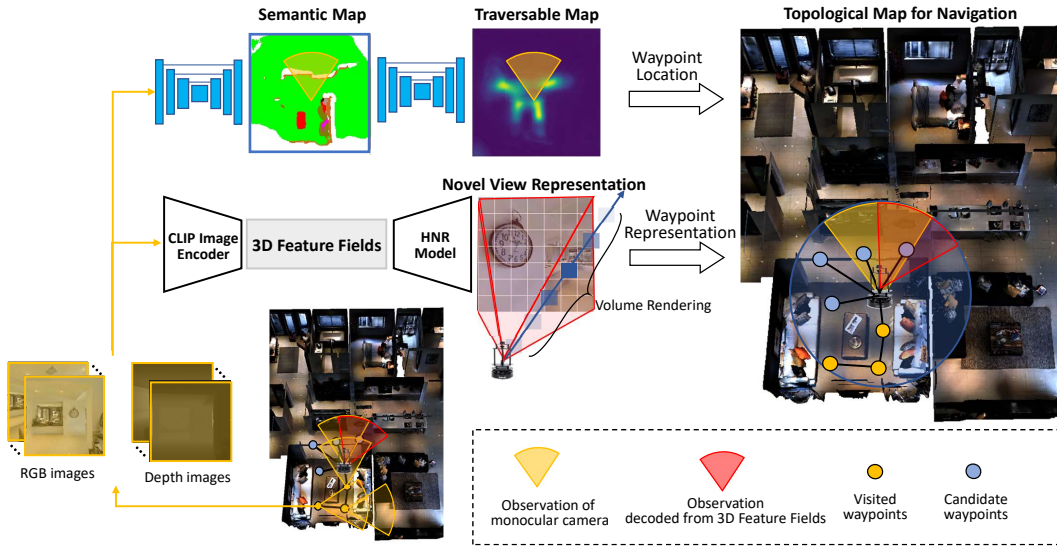 Semantic Map
Traversable Map
Topological Map for Navigation
Waypoint
Location
CLIP Image
Encoder
3D Feature Fields
HNR
Model
Novel View Representation
Waypoint
Representation
Volume Rendering
RGB images
Depth images
Observation of
monocular camera
Observation
decoded from 3D Feature Fields
Visited
waypoints
Candidate
waypoints